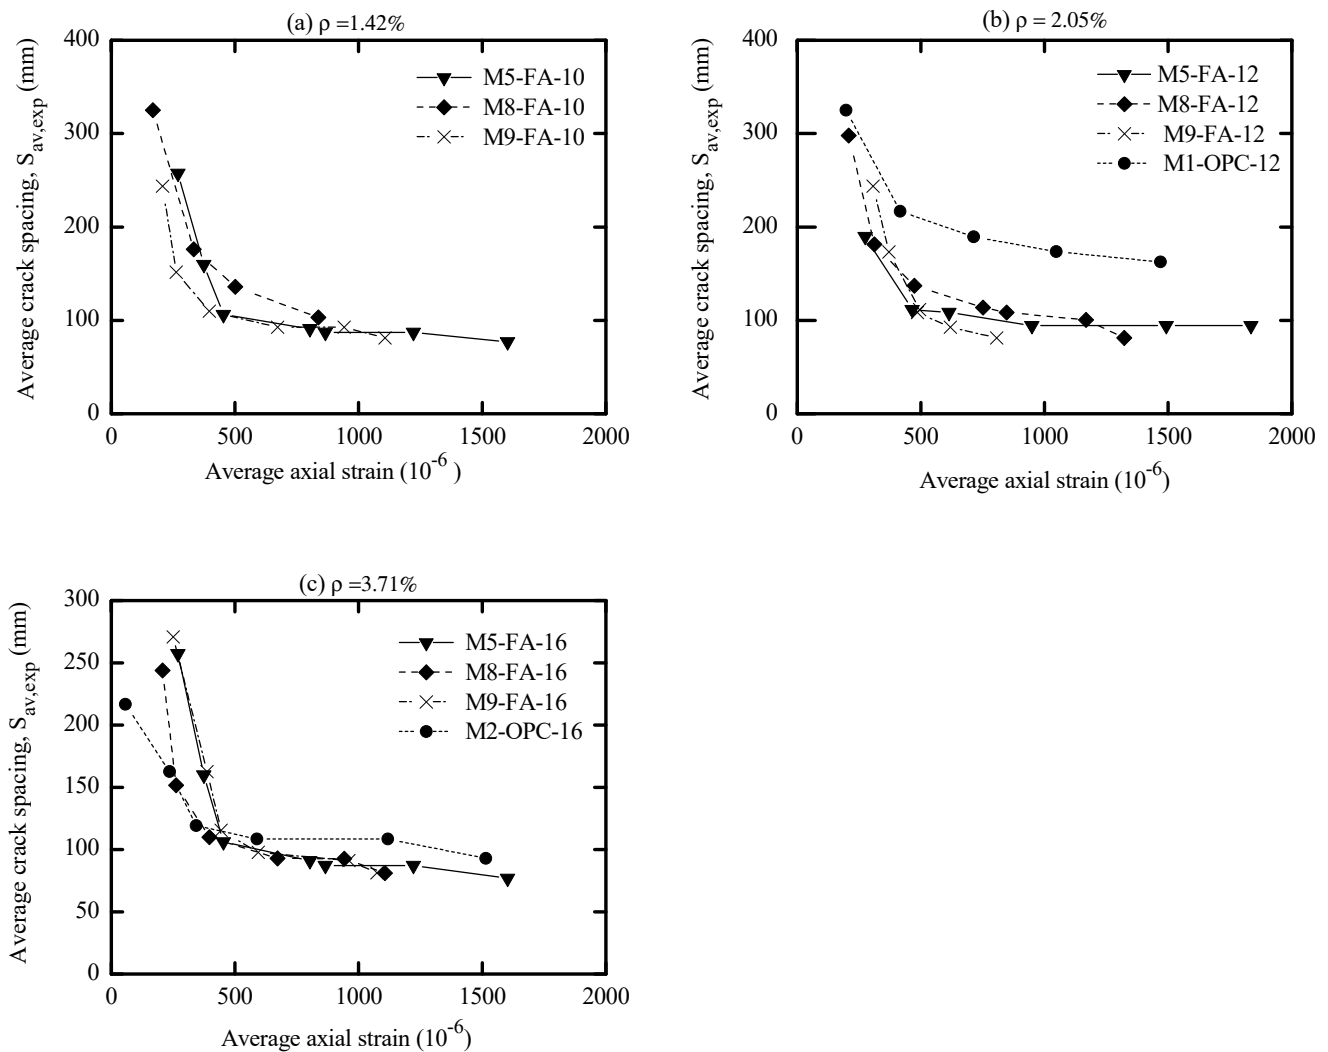 (a) ρ =1.42%
400
300
200
100
0
0 500 1000 1500 2000
Average crack spacing, Sav,exp (mm)
Average axial strain (10-6 )
M5-FA-10
M8-FA-10
M9-FA-10
(b) ρ = 2.05%
400
300
200
100
0
0 500 1000 1500 2000
Average crack spacing, Sav,exp (mm)
Average axial strain (10-6)
M5-FA-12
M8-FA-12
M9-FA-12
M1-OPC-12
(c) ρ =3.71%
300
250
200
150
100
50
0
0 500 1000 1500 2000
Average crack spacing, Sav,exp (mm)
Average axial strain (10-6)
M5-FA-16
M8-FA-16
M9-FA-16
M2-OPC-16